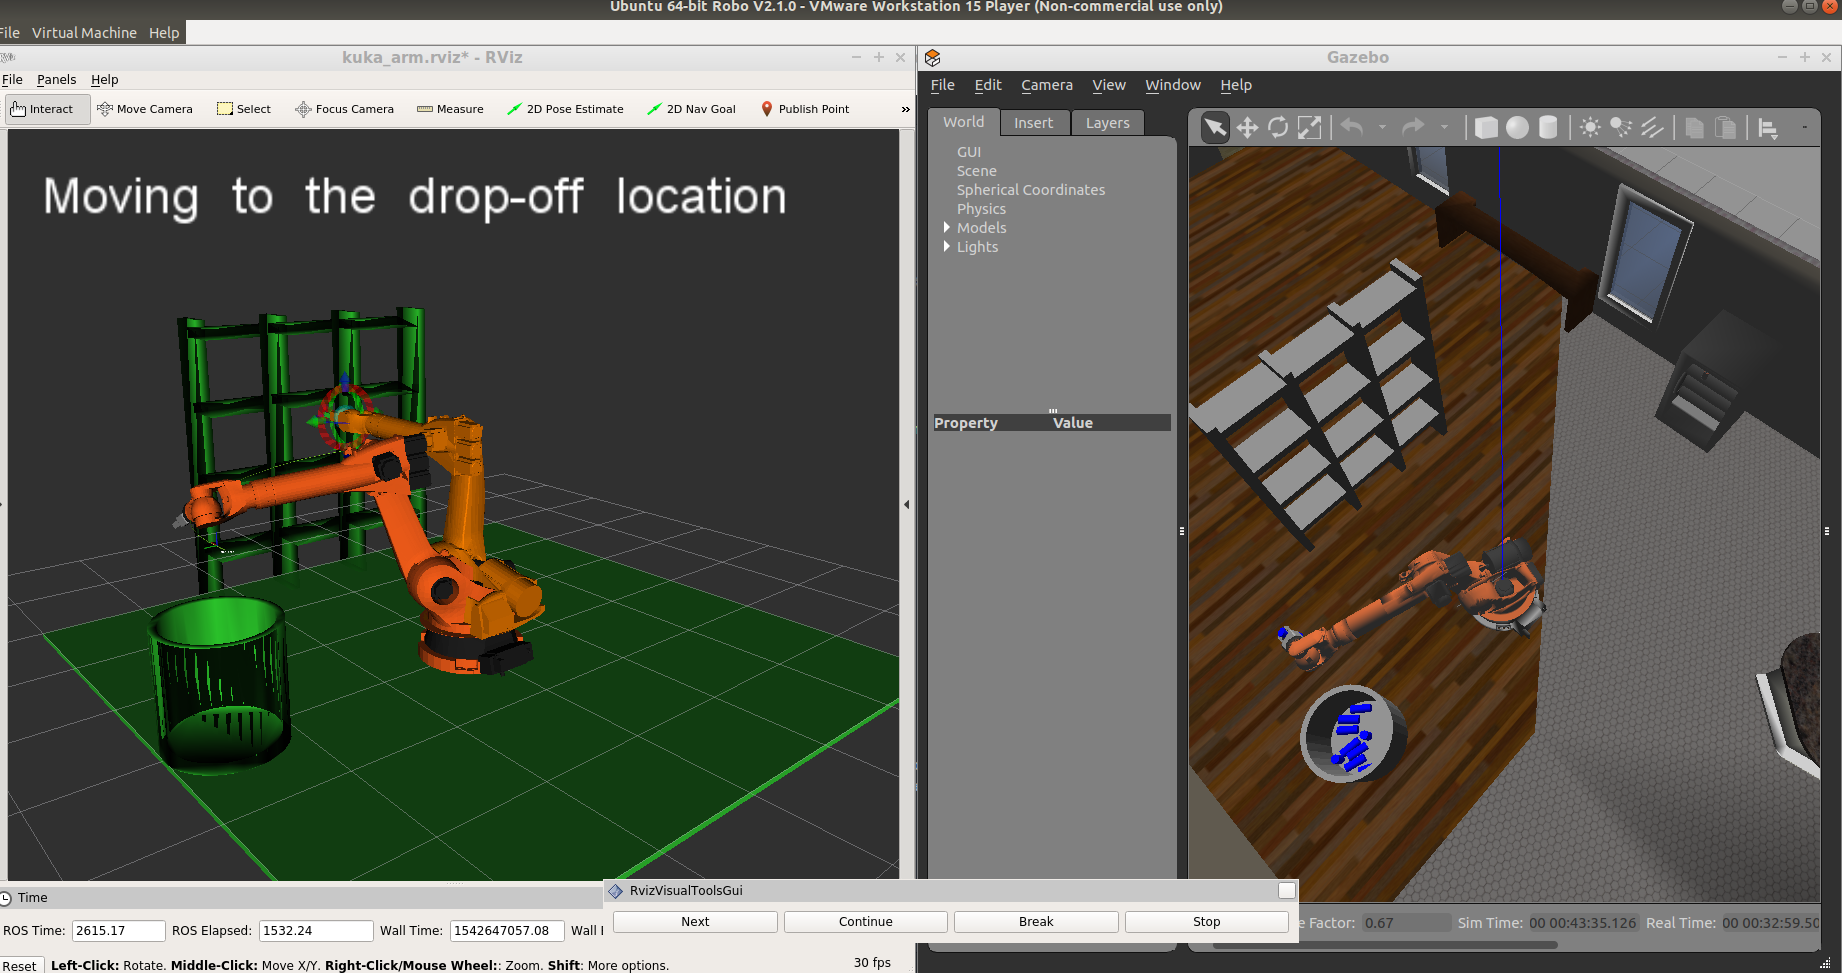 Ubuntu 64-bit Robo V2.1.0 - VMware Workstation 15 Player (Non-commercial use only)
File Virtual Machine Help
kuka_arm.rviz* - RViz
File Panels Help
Interact Move Camera Select Focus Camera Measure 2D Pose Estimate 2D Nav Goal Publish Point »
Moving to the drop-off location
Time
ROS Time: 2615.17 ROS Elapsed: 1532.24 Wall Time: 1542647057.08 Wall
Reset Left-Click: Rotate. Middle-Click: Move X/Y. Right-Click/Mouse Wheel:: Zoom. Shift: More options. 30 fps
RvizVisualToolsGui
Next Continue Break Stop
Gazebo
File Edit Camera View Window Help
World Insert Layers
GUI
Scene
Spherical Coordinates
Physics
Models
Lights
Property Value
e Factor: 0.67 Sim Time: 00 00:43:35.126 Real Time: 00 00:32:59.50